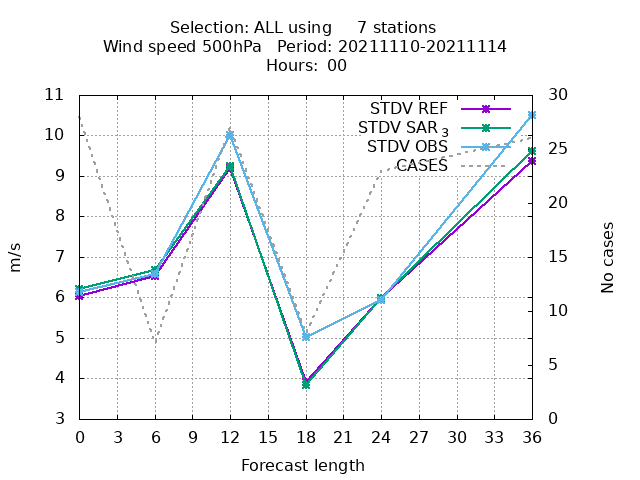 Selection: ALL using     7 stations
Wind speed 500hPa   Period: 20211110-20211114
Hours: 00
11
10
9
8
7
6
5
4
3
m/s
STDV REF
STDV SAR 3
STDV OBS
CASES
30
25
20
15
10
5
0
No cases
0 3 6 9 12 15 18 21 24 27 30 33 36
Forecast length